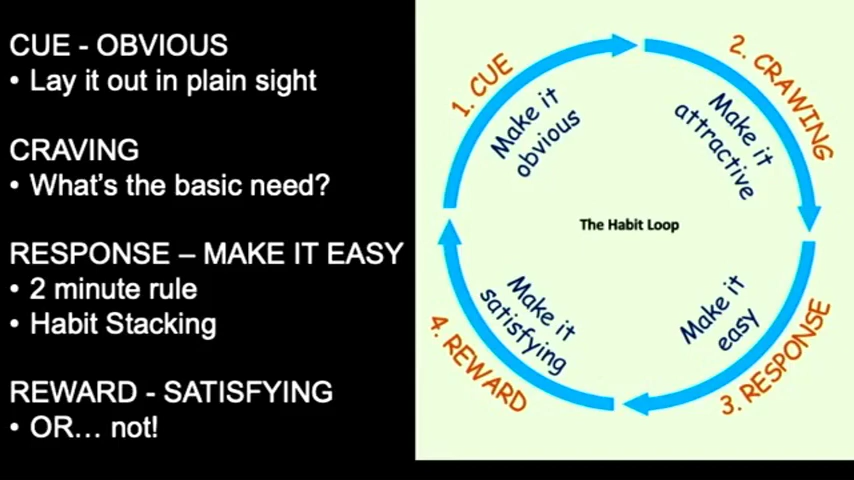 CUE - OBVIOUS
• Lay it out in plain sight
CRAVING
• What's the basic need?
RESPONSE – MAKE IT EASY
• 2 minute rule
• Habit Stacking
REWARD - SATISFYING
• OR... not!
1. CUE
Make it
obvious
2. CRAWING
Make it
attractive
The Habit Loop
3. RESPONSE
Make it
easy
4. REWARD
Make it
satisfying